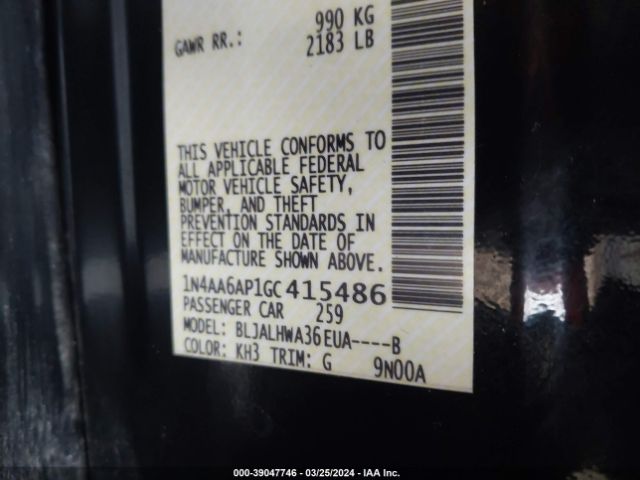 990 KG
GAWR RR.: 2183 LB
THIS VEHICLE CONFORMS TO
ALL APPLICABLE FEDERAL
MOTOR VEHICLE SAFETY,
BUMPER, AND THEFT
PREVENTION STANDARDS IN
EFFECT ON THE DATE OF
MANUFACTURE SHOWN ABOVE.
1N4AA6AP1GC415486
PASSENGER CAR 259
MODEL: BLJALHWA36EUA----B
COLOR: KH3 TRIM: G 9N00A
000-39047746 - 03/25/2024 - IAA Inc.